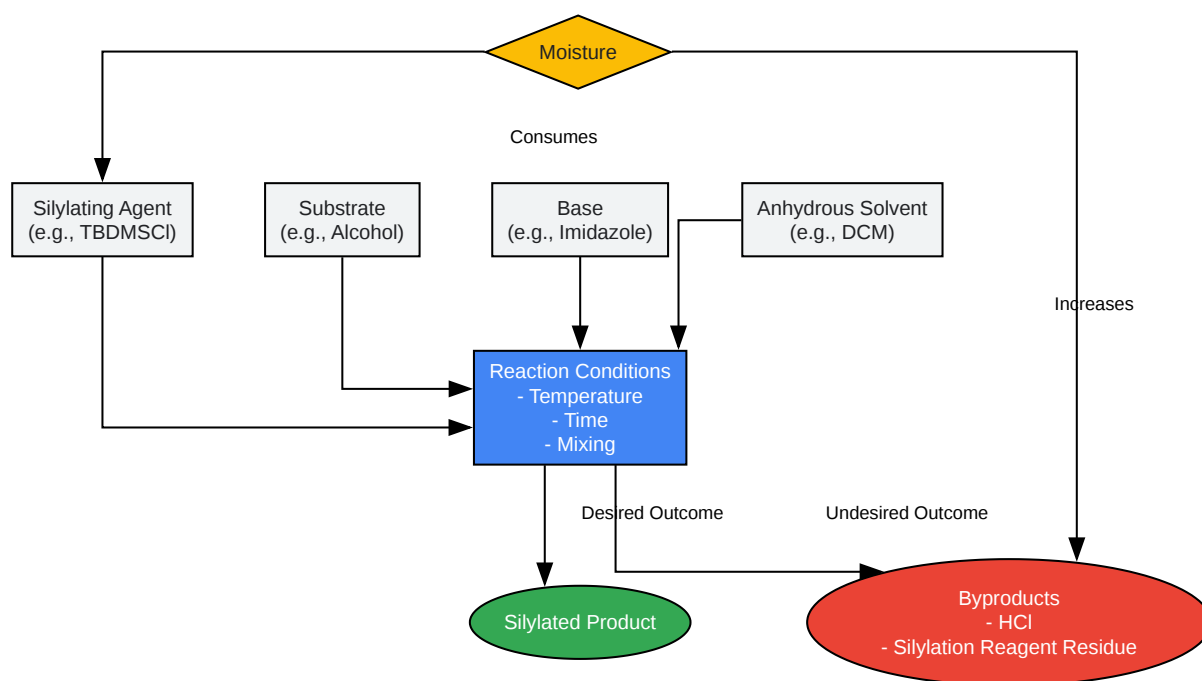 Moisture
Consumes
Silylating Agent
(e.g., TBDMSCl)
Substrate
(e.g., Alcohol)
Base
(e.g., Imidazole)
Anhydrous Solvent
(e.g., DCM)
Increases
Reaction Conditions
- Temperature
- Time
- Mixing
Desired Outcome
Undesired Outcome
Silylated Product
Byproducts
- HCl
- Silylation Reagent Residue